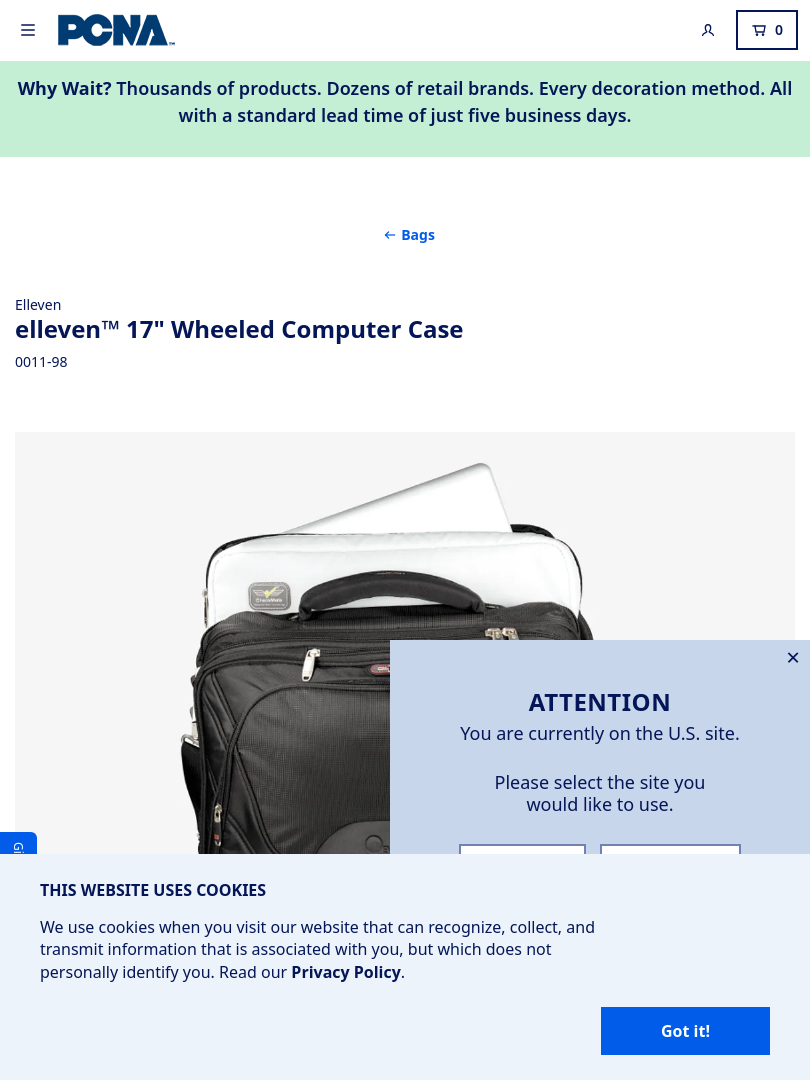 PCNA™
0
Why Wait? Thousands of products. Dozens of retail brands. Every decoration method. All
with a standard lead time of just five business days.
← Bags
Elleven
elleven™ 17" Wheeled Computer Case
0011-98
✕
ATTENTION
You are currently on the U.S. site.
Please select the site you
would like to use.
THIS WEBSITE USES COOKIES
We use cookies when you visit our website that can recognize, collect, and
transmit information that is associated with you, but which does not
personally identify you. Read our Privacy Policy.
Got it!